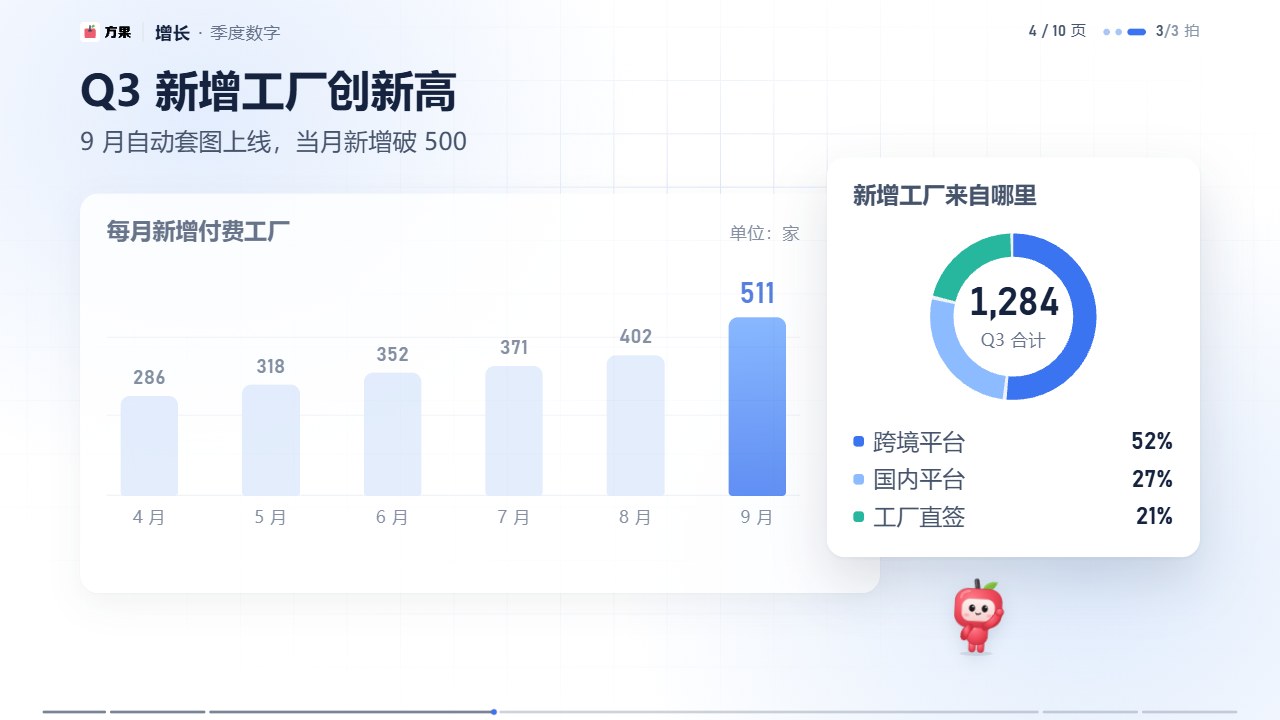 方果 增长 · 季度数字
4 / 10 页 3/3 拍
Q3 新增工厂创新高
9 月自动套图上线，当月新增破 500
每月新增付费工厂
单位：家
286
318
352
371
402
511
4 月
5 月
6 月
7 月
8 月
9 月
新增工厂来自哪里
1,284
Q3 合计
跨境平台 52%
国内平台 27%
工厂直签 21%